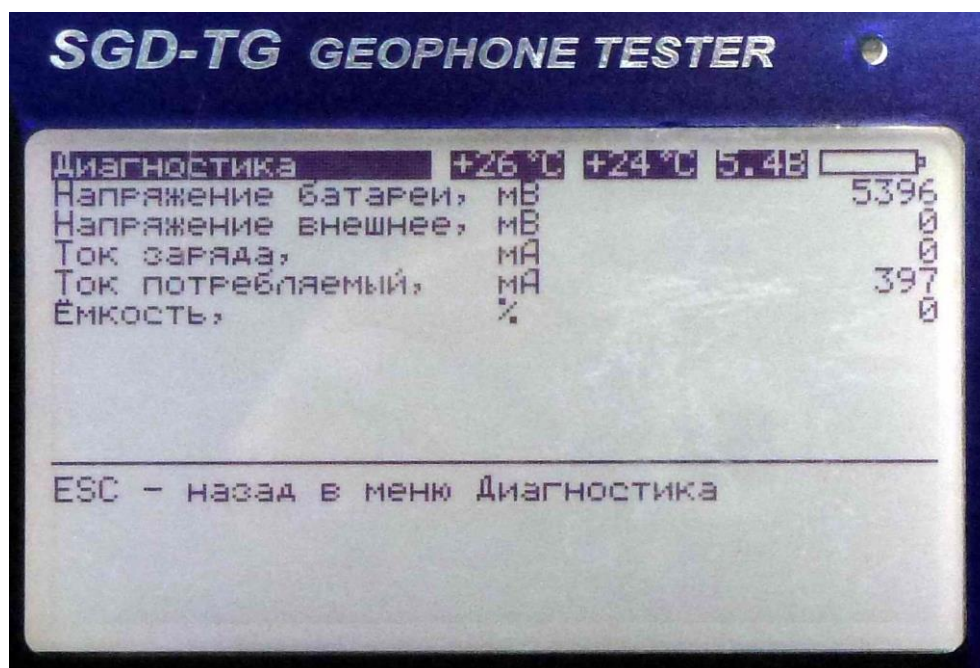 SGD-TG GEOPHONE TESTER
Диагностика +26°C +24°C 5.4В
Напряжение батареи, мВ 5396
Напряжение внешнее, мВ 0
Ток заряда, мА 0
Ток потребляемый, мА 397
Ёмкость, % 0
ESC - назад в меню Диагностика